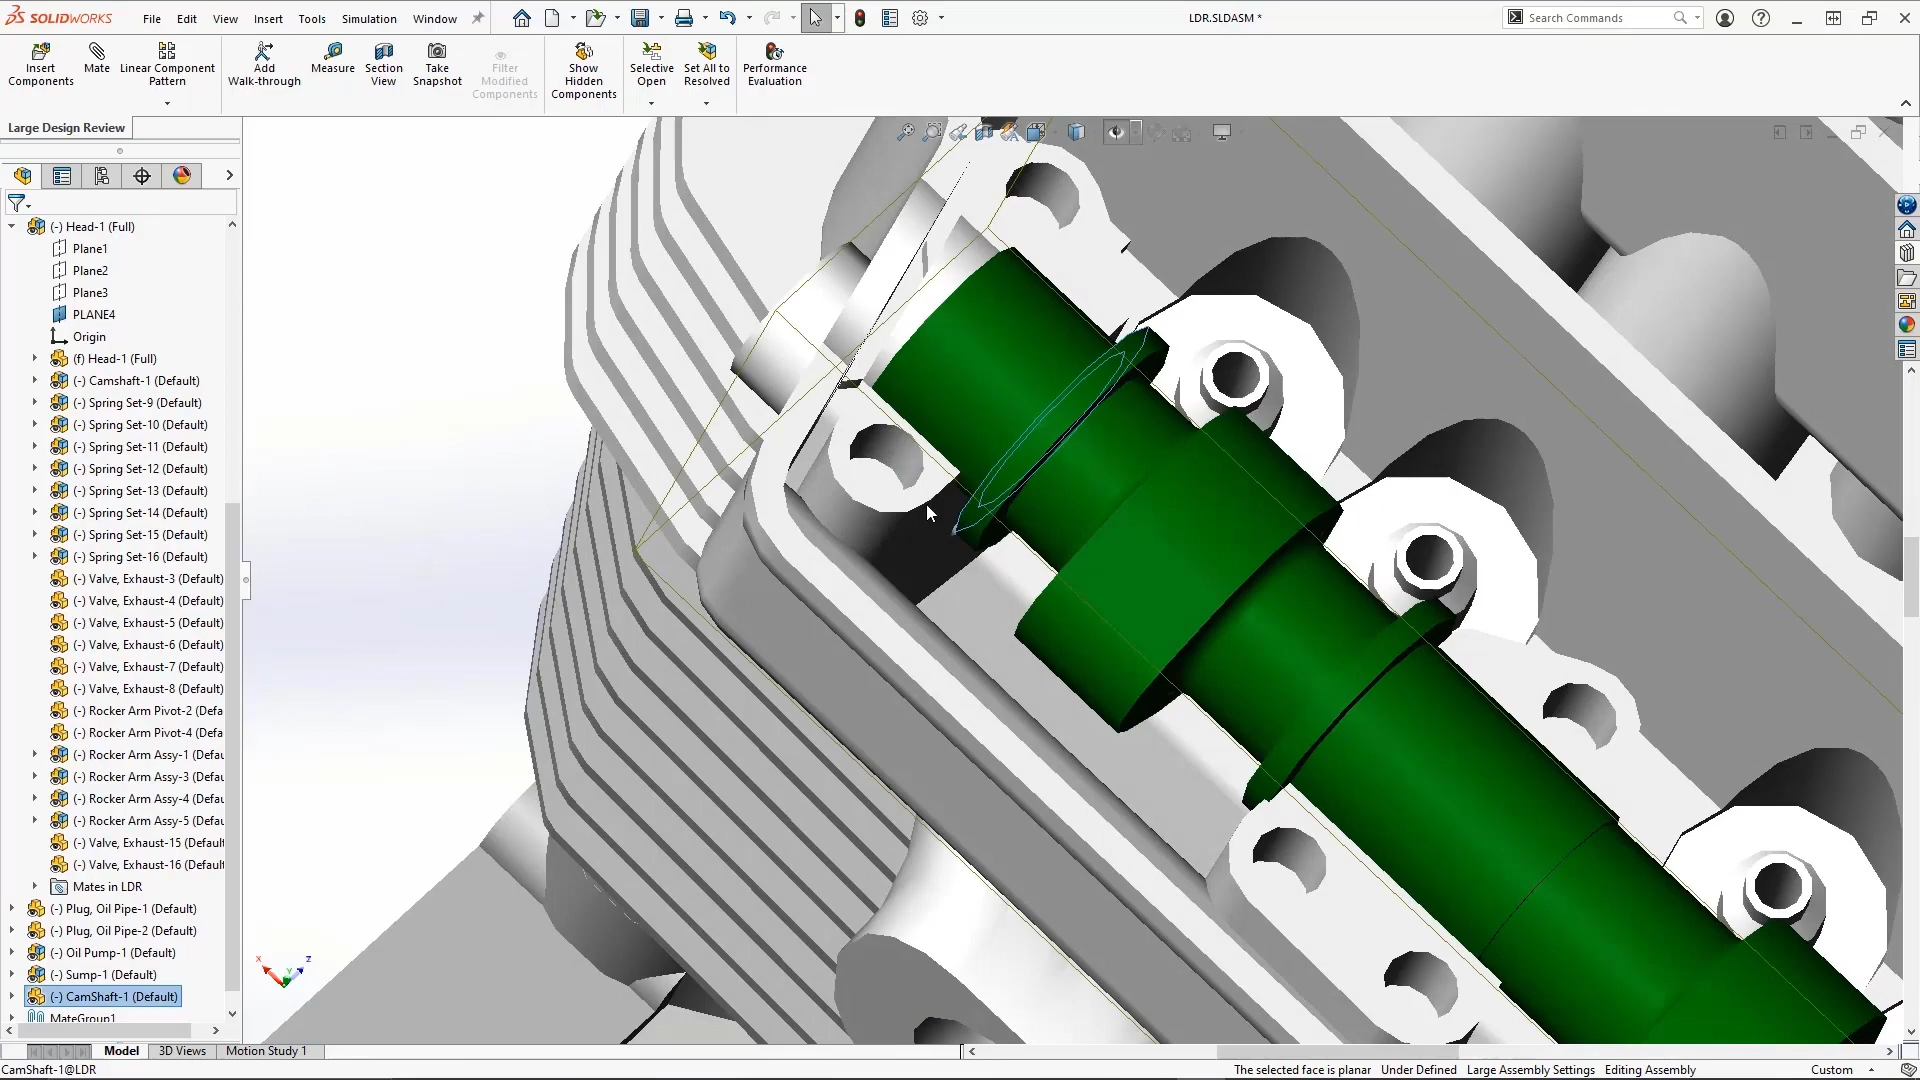 SOLIDWORKS
File Edit View Insert Tools Simulation Window
LDR.SLDASM *
Search Commands
Insert Components
Mate
Linear Component Pattern
Add Walk-through
Measure
Section View
Take Snapshot
Filter Modified Components
Show Hidden Components
Selective Open
Set All to Resolved
Performance Evaluation
Large Design Review
(-) Head-1 (Full)
Plane1
Plane2
Plane3
PLANE4
Origin
(f) Head-1 (Full)
(-) Camshaft-1 (Default)
(-) Spring Set-9 (Default)
(-) Spring Set-10 (Default)
(-) Spring Set-11 (Default)
(-) Spring Set-12 (Default)
(-) Spring Set-13 (Default)
(-) Spring Set-14 (Default)
(-) Spring Set-15 (Default)
(-) Spring Set-16 (Default)
(-) Valve, Exhaust-3 (Default)
(-) Valve, Exhaust-4 (Default)
(-) Valve, Exhaust-5 (Default)
(-) Valve, Exhaust-6 (Default)
(-) Valve, Exhaust-7 (Default)
(-) Valve, Exhaust-8 (Default)
(-) Rocker Arm Pivot-2 (Defa
(-) Rocker Arm Pivot-4 (Defa
(-) Rocker Arm Assy-1 (Defau
(-) Rocker Arm Assy-3 (Defau
(-) Rocker Arm Assy-4 (Defau
(-) Rocker Arm Assy-5 (Defau
(-) Valve, Exhaust-15 (Default
(-) Valve, Exhaust-16 (Default
Mates in LDR
(-) Plug, Oil Pipe-1 (Default)
(-) Plug, Oil Pipe-2 (Default)
(-) Oil Pump-1 (Default)
(-) Sump-1 (Default)
(-) CamShaft-1 (Default)
MateGroup1
X Y Z
Model 3D Views Motion Study 1
CamShaft-1@LDR
The selected face is planar Under Defined Large Assembly Settings Editing Assembly Custom